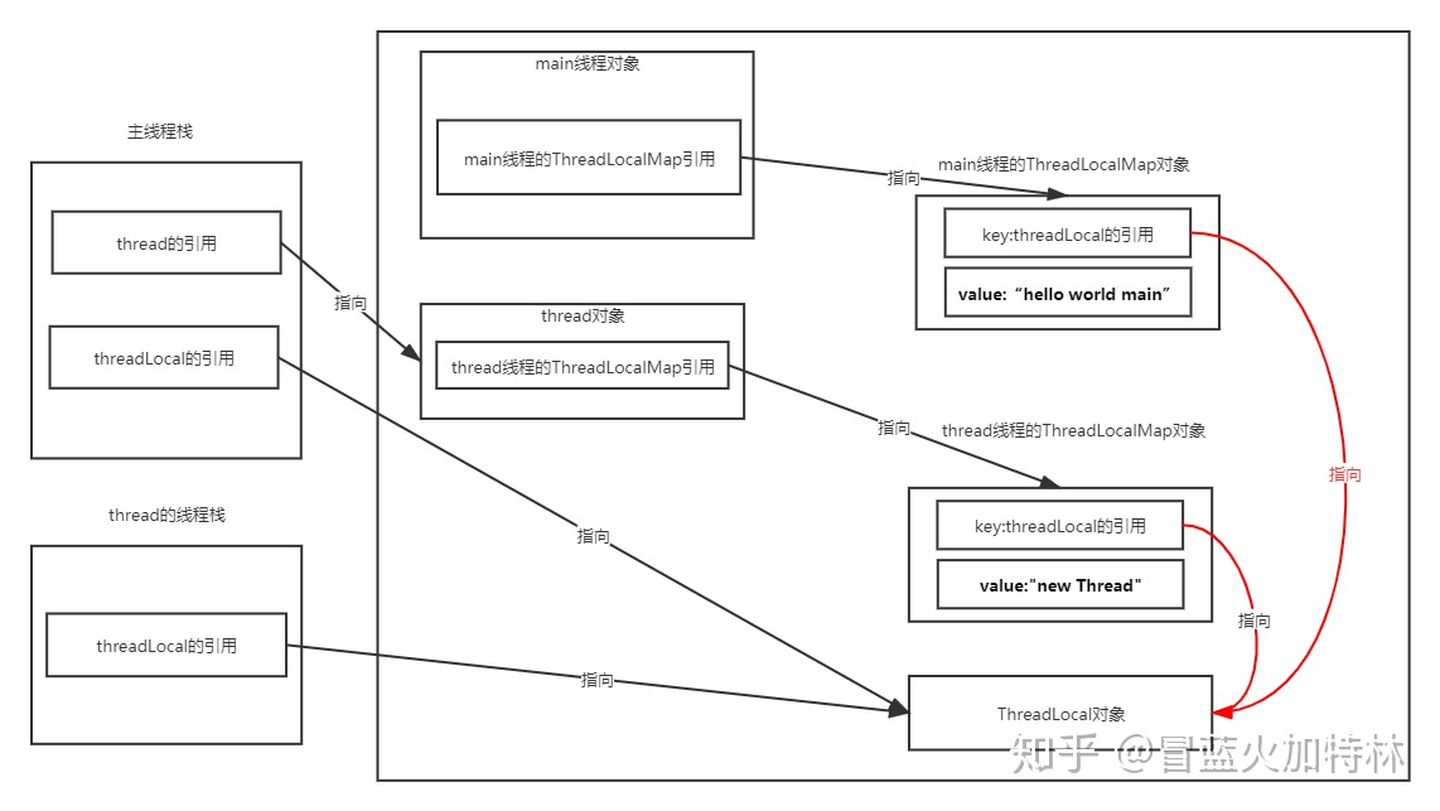 main线程对象
主线程栈
main线程的ThreadLocalMap引用
main线程的ThreadLocalMap对象
指向
thread的引用
key:threadLocal的引用
指向
value: “hello world main”
thread对象
threadLocal的引用
thread线程的ThreadLocalMap引用
指向
thread线程的ThreadLocalMap对象
指向
thread的线程栈
key:threadLocal的引用
指向
value:"new Thread"
指向
threadLocal的引用
指向
ThreadLocal对象
知乎 @冒蓝火加特林